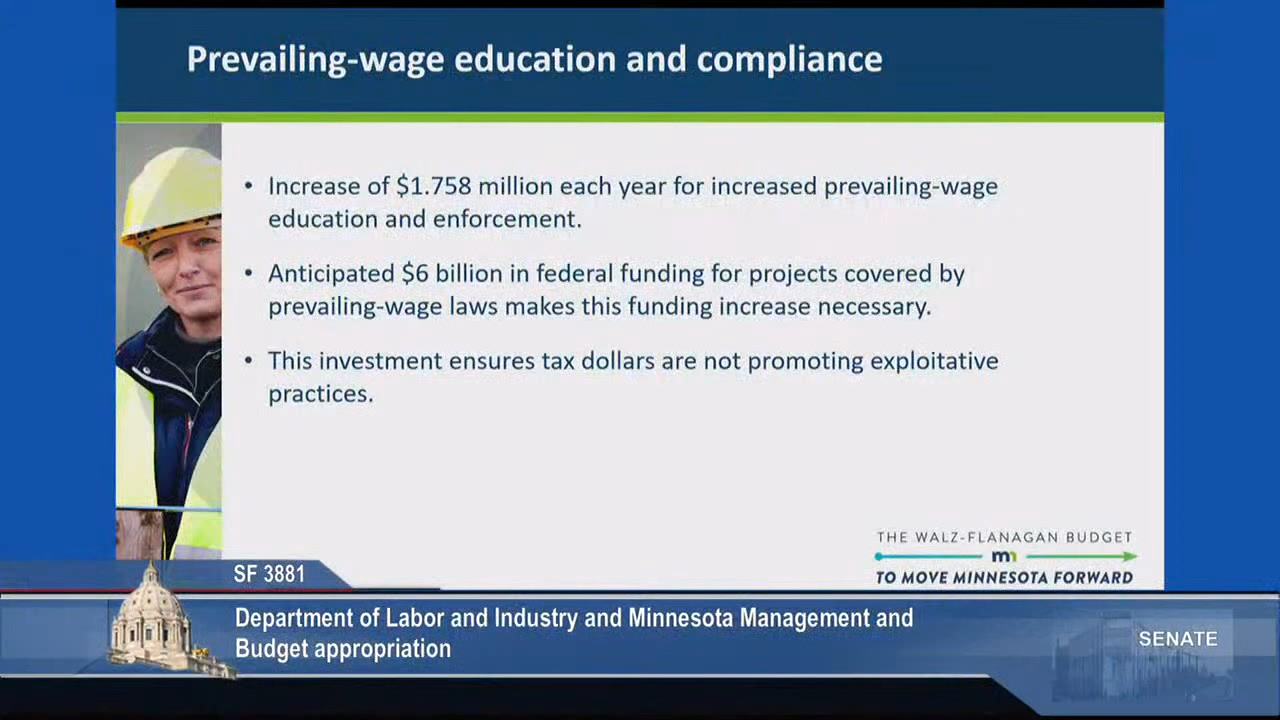 Prevailing-wage education and compliance
• Increase of $1.758 million each year for increased prevailing-wage
education and enforcement.
• Anticipated $6 billion in federal funding for projects covered by
prevailing-wage laws makes this funding increase necessary.
• This investment ensures tax dollars are not promoting exploitative
practices.
THE WALZ-FLANAGAN BUDGET
mn
TO MOVE MINNESOTA FORWARD
SF 3881
Department of Labor and Industry and Minnesota Management and
Budget appropriation
SENATE